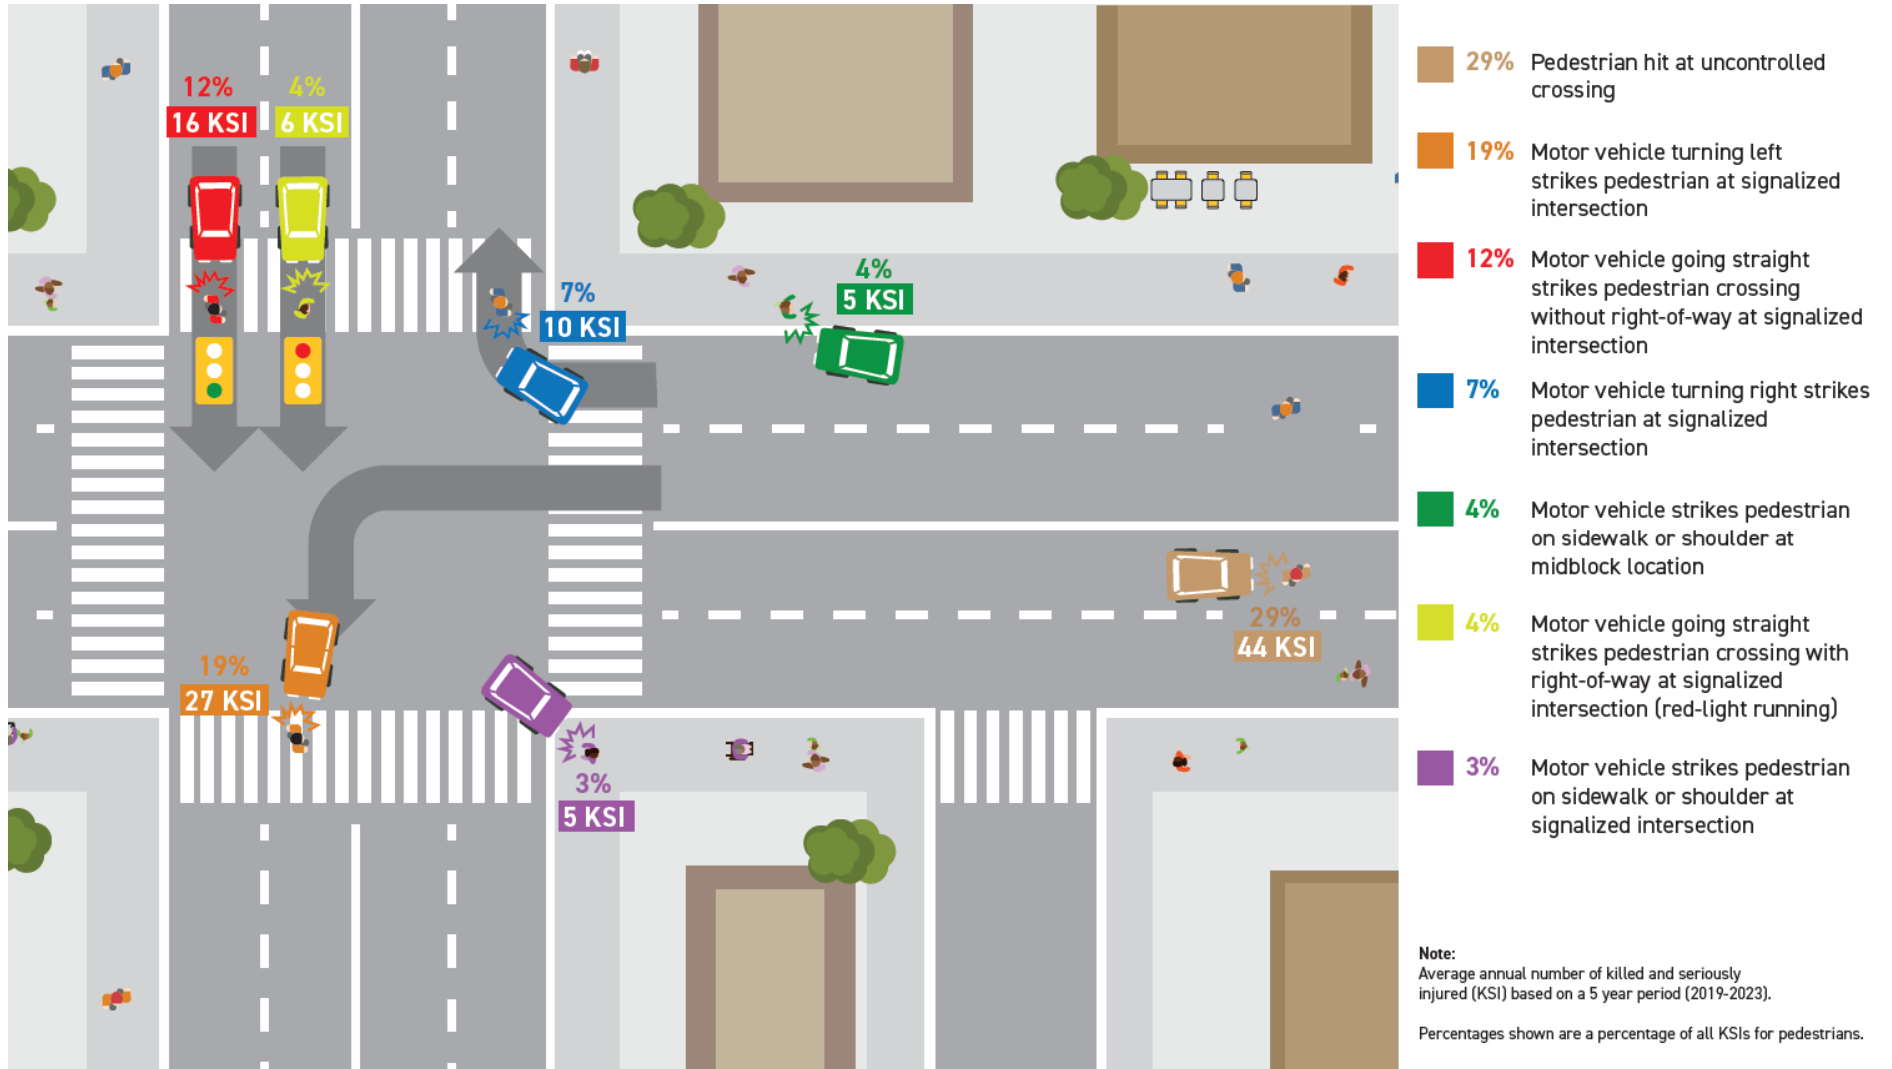 12%
16 KSI
4%
6 KSI
7%
10 KSI
4%
5 KSI
19%
27 KSI
3%
5 KSI
29%
44 KSI
29% Pedestrian hit at uncontrolled
crossing
19% Motor vehicle turning left
strikes pedestrian at signalized
intersection
12% Motor vehicle going straight
strikes pedestrian crossing
without right-of-way at signalized
intersection
7% Motor vehicle turning right strikes
pedestrian at signalized
intersection
4% Motor vehicle strikes pedestrian
on sidewalk or shoulder at
midblock location
4% Motor vehicle going straight
strikes pedestrian crossing with
right-of-way at signalized
intersection (red-light running)
3% Motor vehicle strikes pedestrian
on sidewalk or shoulder at
signalized intersection
Note:
Average annual number of killed and seriously
injured (KSI) based on a 5 year period (2019-2023).
Percentages shown are a percentage of all KSIs for pedestrians.